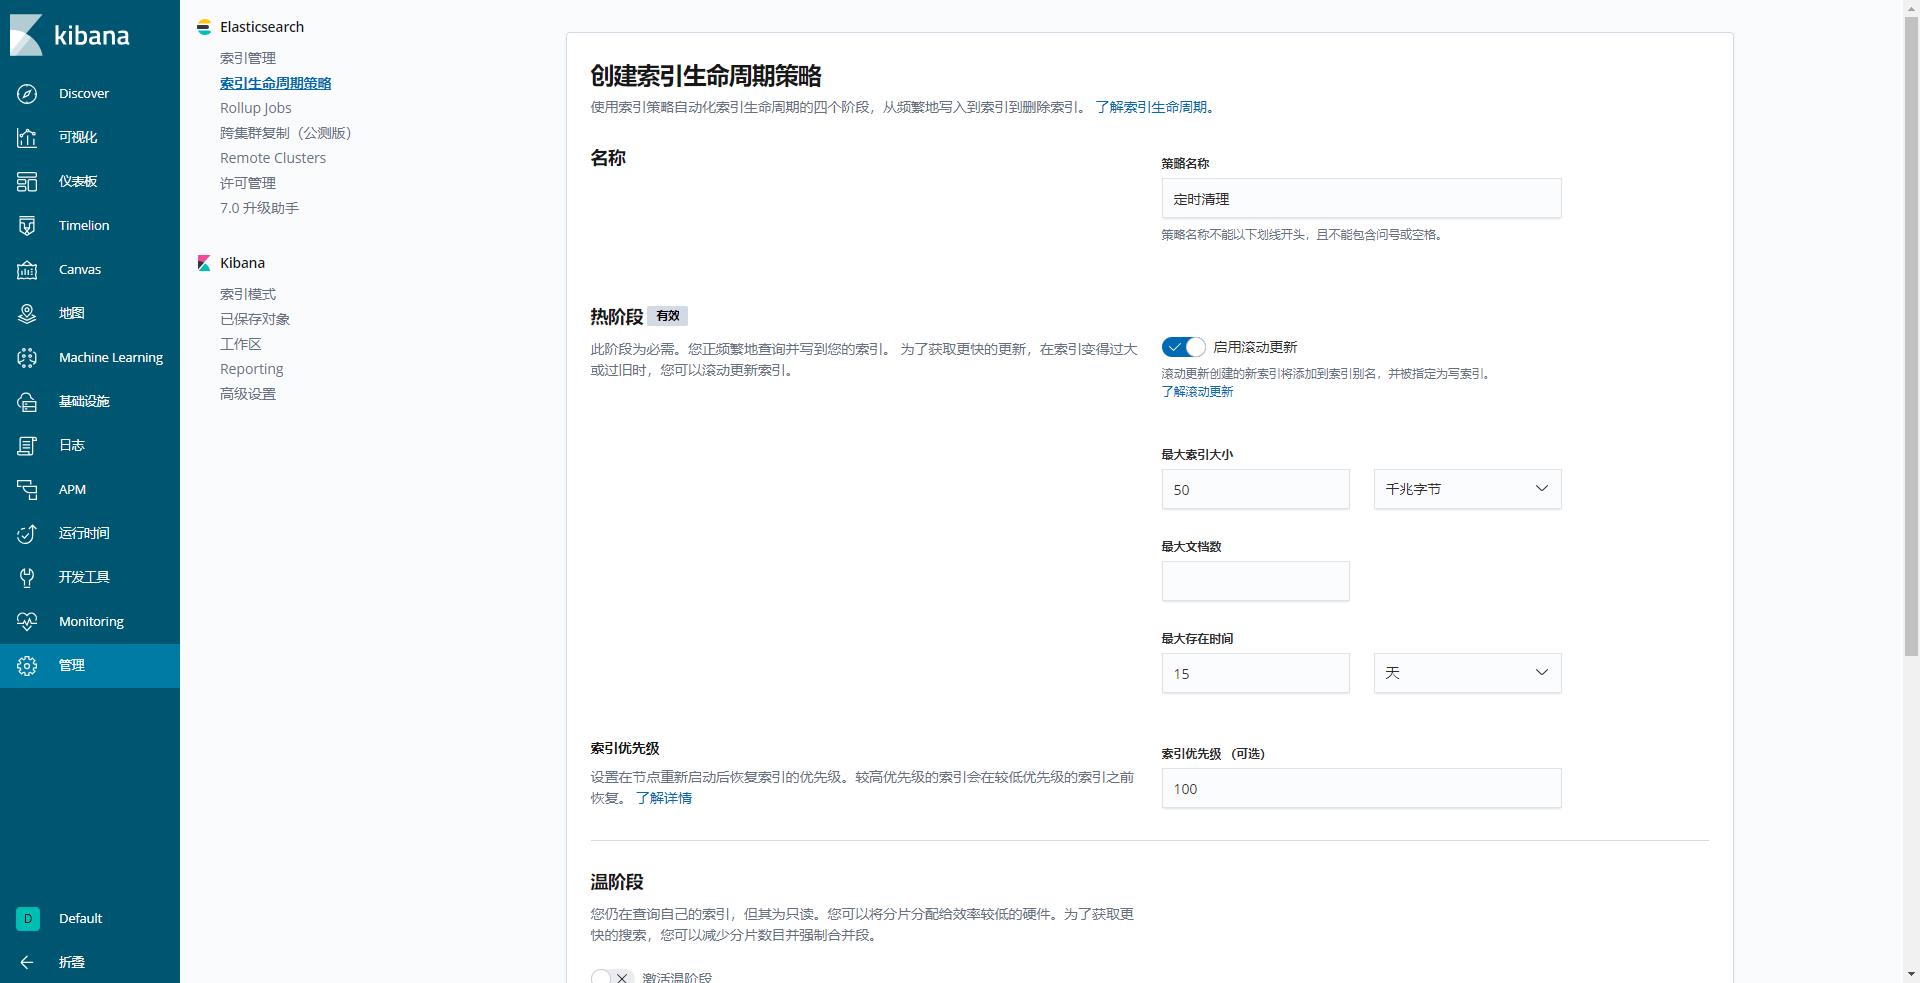 kibana
Discover
可视化
仪表板
Timelion
Canvas
地图
Machine Learning
基础设施
日志
APM
运行时间
开发工具
Monitoring
管理
D Default
折叠
Elasticsearch
索引管理
索引生命周期策略
Rollup Jobs
跨集群复制（公测版）
Remote Clusters
许可管理
7.0 升级助手
Kibana
索引模式
已保存对象
工作区
Reporting
高级设置
创建索引生命周期策略
使用索引策略自动化索引生命周期的四个阶段，从频繁地写入到索引到删除索引。 了解索引生命周期。
名称
策略名称
定时清理
策略名称不能以下划线开头，且不能包含问号或空格。
热阶段 有效
此阶段为必需。您正频繁地查询并写到您的索引。 为了获取更快的更新，在索引变得过大
或过旧时，您可以滚动更新索引。
启用滚动更新
滚动更新创建的新索引将添加到索引别名，并被指定为写索引。
了解滚动更新
最大索引大小
50 千兆字节
最大文档数
最大存在时间
15 天
索引优先级
设置在节点重新启动后恢复索引的优先级。较高优先级的索引会在较低优先级的索引之前
恢复。 了解详情
索引优先级 （可选）
100
温阶段
您仍在查询自己的索引，但其为只读。您可以将分片分配给效率较低的硬件。为了获取更
快的搜索，您可以减少分片数目并强制合并段。
激活温阶段